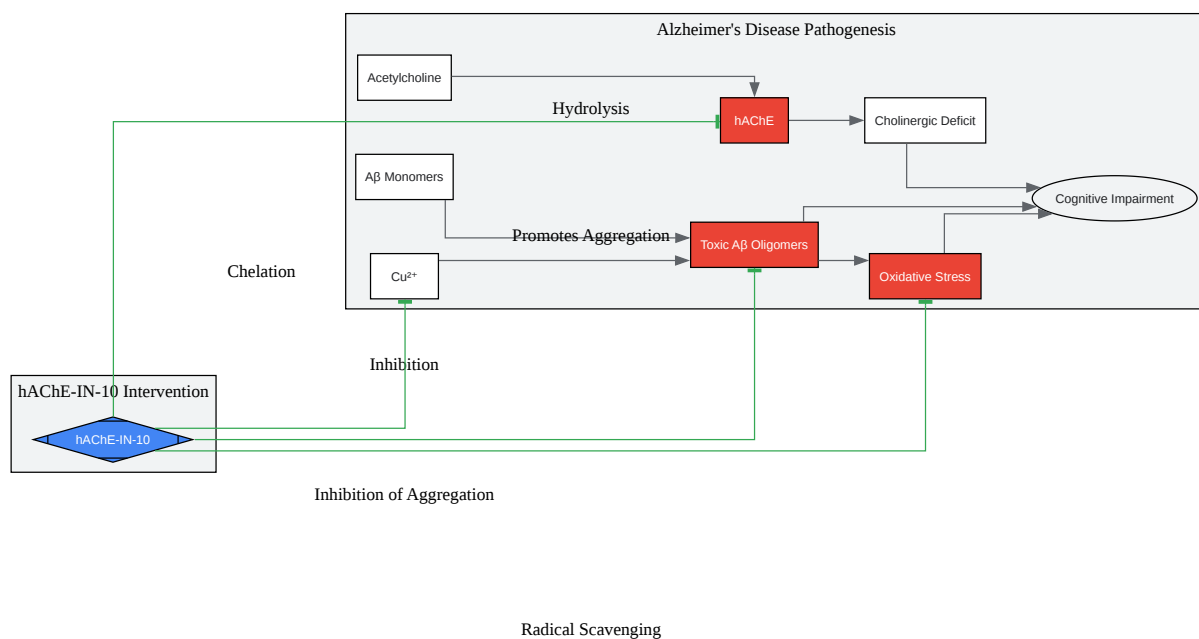 Alzheimer's Disease Pathogenesis
Acetylcholine
Hydrolysis
hAChE
Cholinergic Deficit
Aβ Monomers
Cognitive Impairment
Promotes Aggregation
Toxic Aβ Oligomers
Chelation
Cu²⁺
Oxidative Stress
Inhibition
hAChE-IN-10 Intervention
hAChE-IN-10
Inhibition of Aggregation
Radical Scavenging